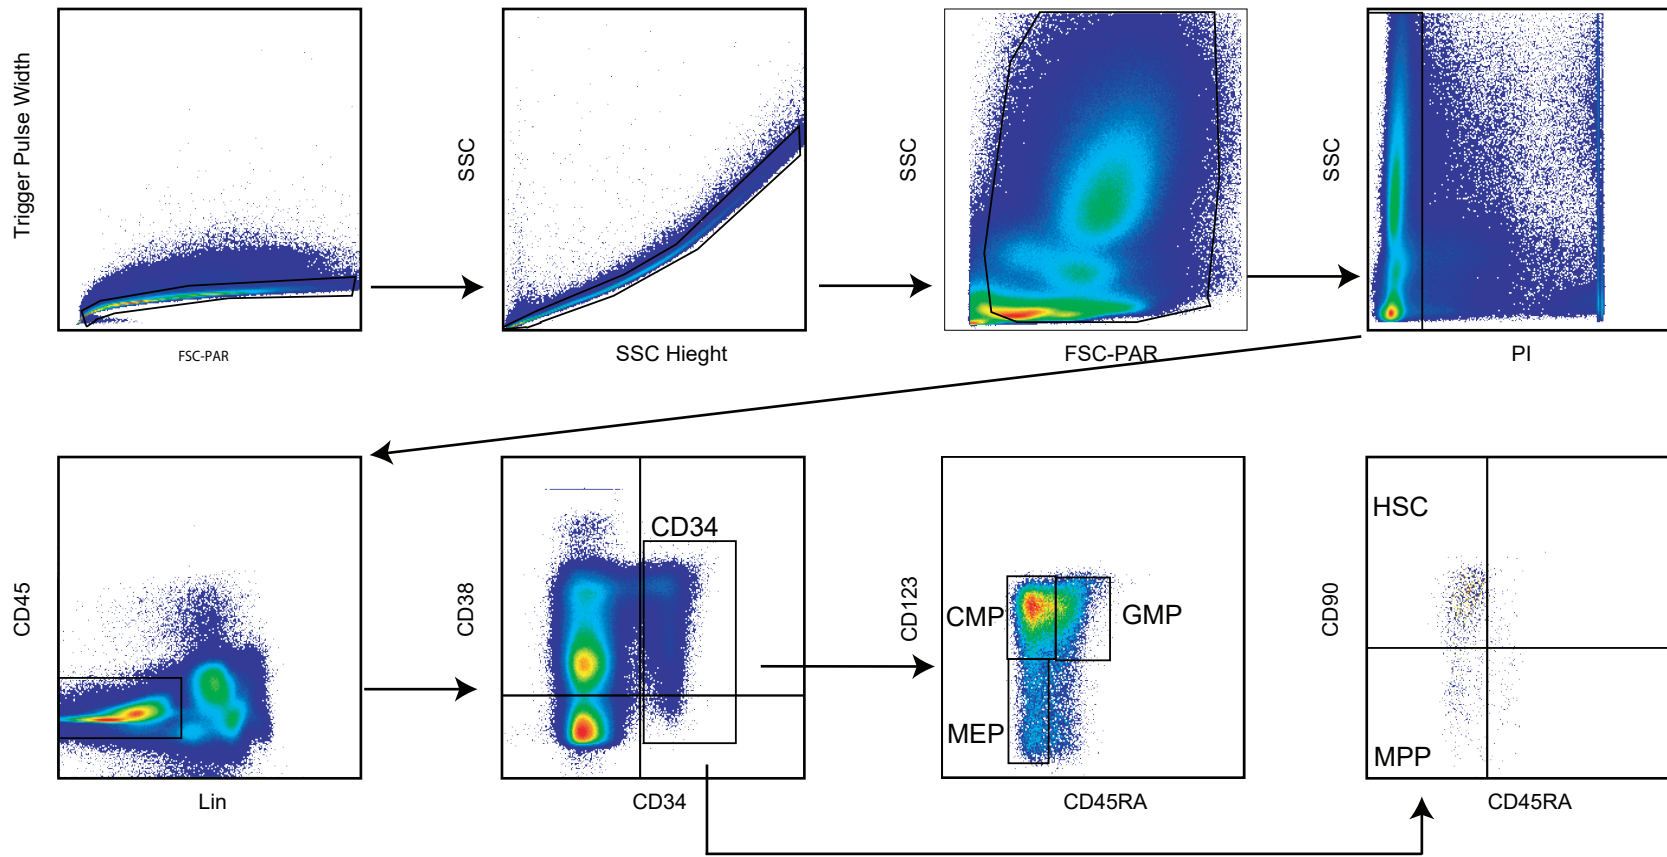 Trigger Pulse Width
FSC-PAR
SSC
SSC Hieght
SSC
FSC-PAR
SSC
PI
CD45
Lin
CD38
CD34
CD34
CD123
CMP
GMP
MEP
CD45RA
CD90
HSC
MPP
CD45RA